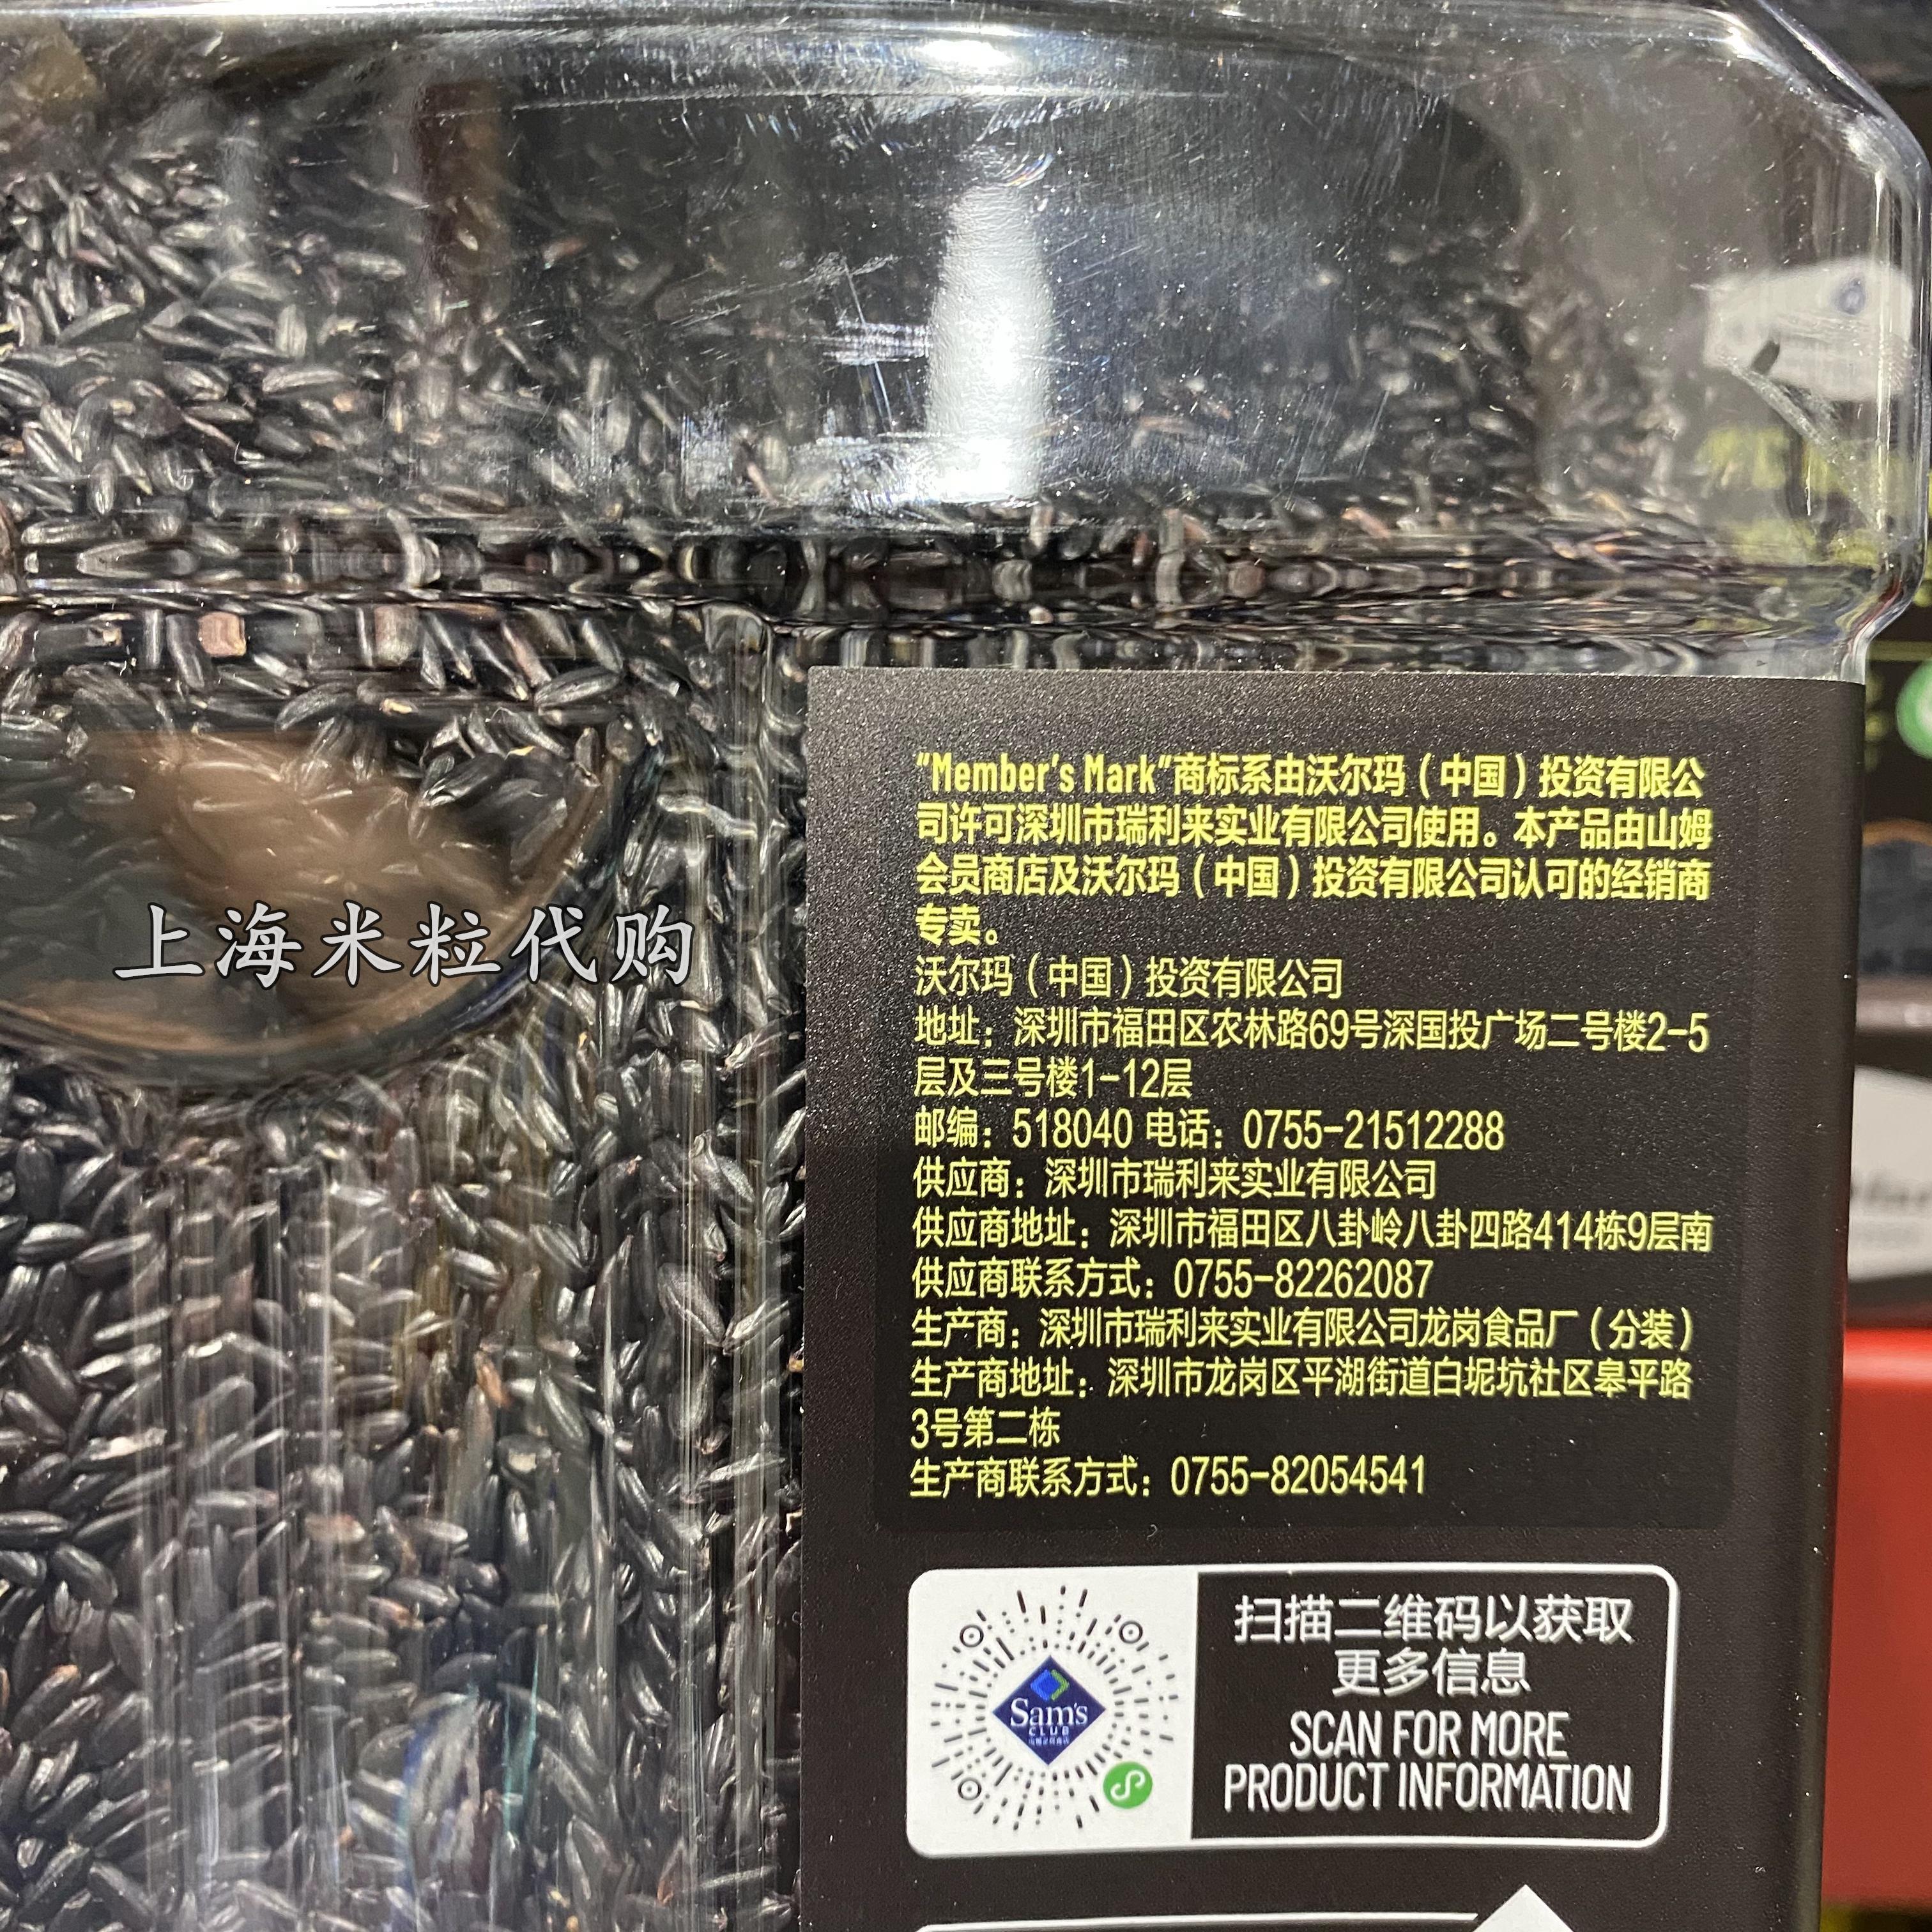 "Member's Mark"商标系由沃尔玛（中国）投资有限公
司许可深圳市瑞利来实业有限公司使用。本产品由山姆
会员商店及沃尔玛（中国）投资有限公司认可的经销商
专卖。
沃尔玛（中国）投资有限公司
地址：深圳市福田区农林路69号深国投广场二号楼2-5
层及三号楼1-12层
邮编：518040 电话：0755-21512288
供应商：深圳市瑞利来实业有限公司
供应商地址：深圳市福田区八卦岭八卦四路414栋9层南
供应商联系方式：0755-82262087
生产商：深圳市瑞利来实业有限公司龙岗食品厂（分装）
生产商地址：深圳市龙岗区平湖街道白坭坑社区皋平路
3号第二栋
生产商联系方式：0755-82054541
上海米粒代购
Sam's
CLUB
扫描二维码以获取
更多信息
SCAN FOR MORE
PRODUCT INFORMATION